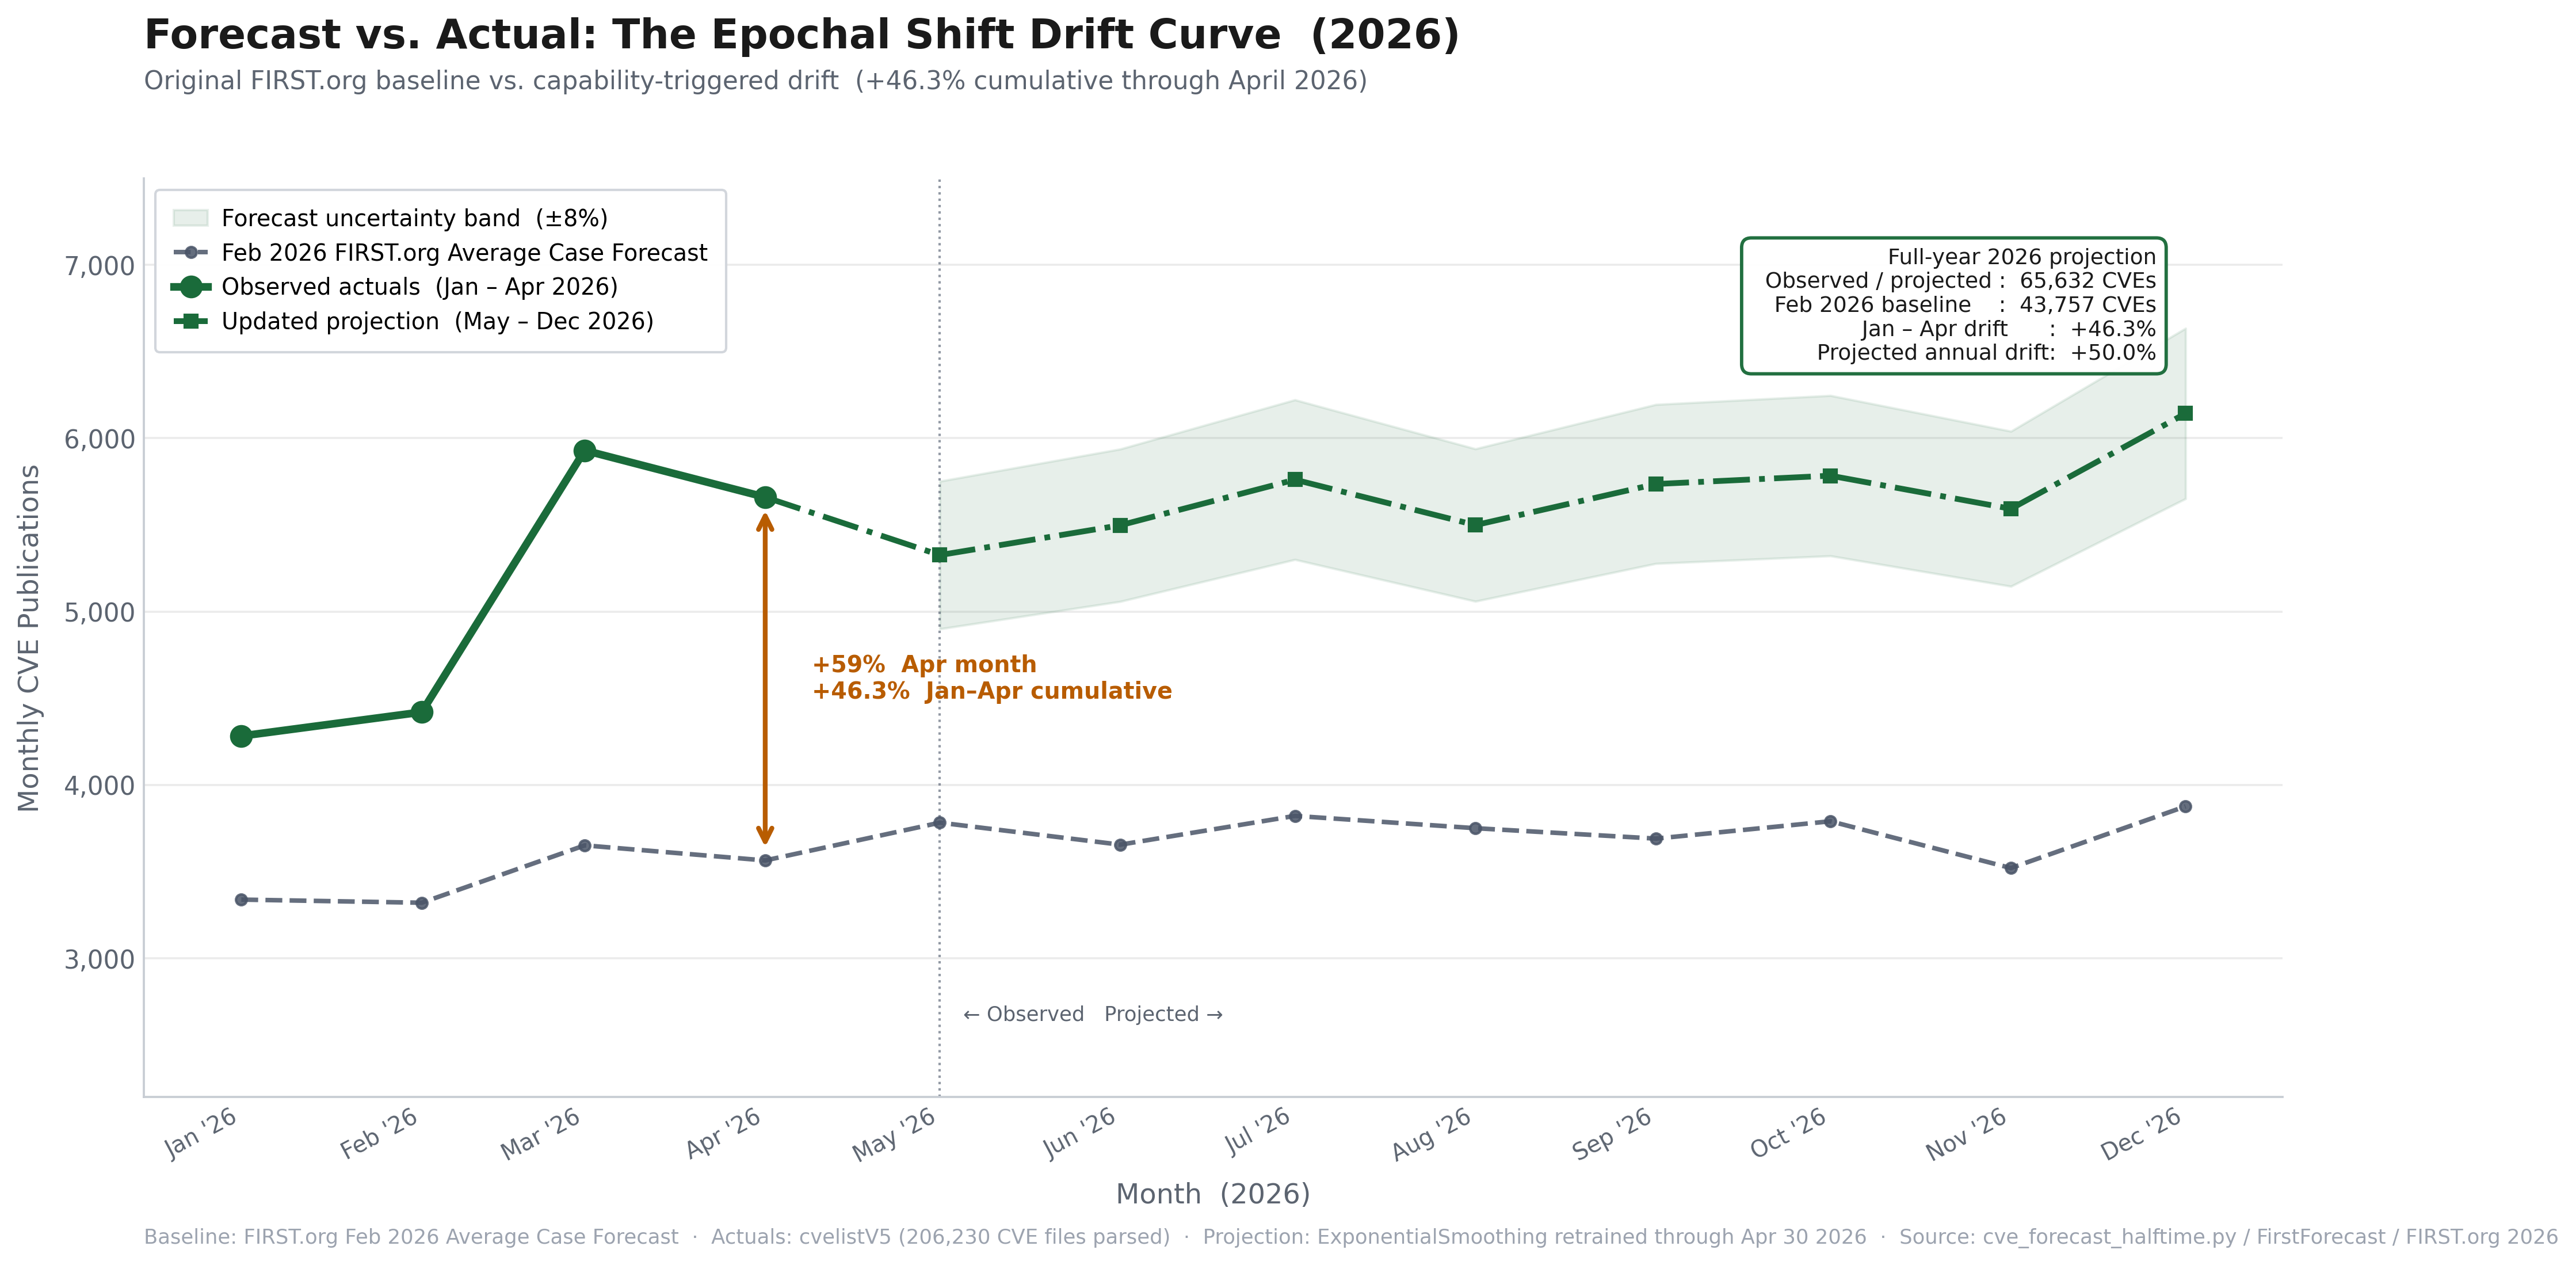 Forecast vs. Actual: The Epochal Shift Drift Curve (2026)
Original FIRST.org baseline vs. capability-triggered drift (+46.3% cumulative through April 2026)
Forecast uncertainty band (±8%)
Feb 2026 FIRST.org Average Case Forecast
Observed actuals (Jan – Apr 2026)
Updated projection (May – Dec 2026)
Full-year 2026 projection
Observed / projected : 65,632 CVEs
Feb 2026 baseline : 43,757 CVEs
Jan – Apr drift : +46.3%
Projected annual drift: +50.0%
Monthly CVE Publications
7,000
6,000
5,000
4,000
3,000
+59% Apr month
+46.3% Jan–Apr cumulative
← Observed Projected →
Jan '26
Feb '26
Mar '26
Apr '26
May '26
Jun '26
Jul '26
Aug '26
Sep '26
Oct '26
Nov '26
Dec '26
Month (2026)
Baseline: FIRST.org Feb 2026 Average Case Forecast · Actuals: cvelistV5 (206,230 CVE files parsed) · Projection: ExponentialSmoothing retrained through Apr 30 2026 · Source: cve_forecast_halftime.py / FirstForecast / FIRST.org 2026